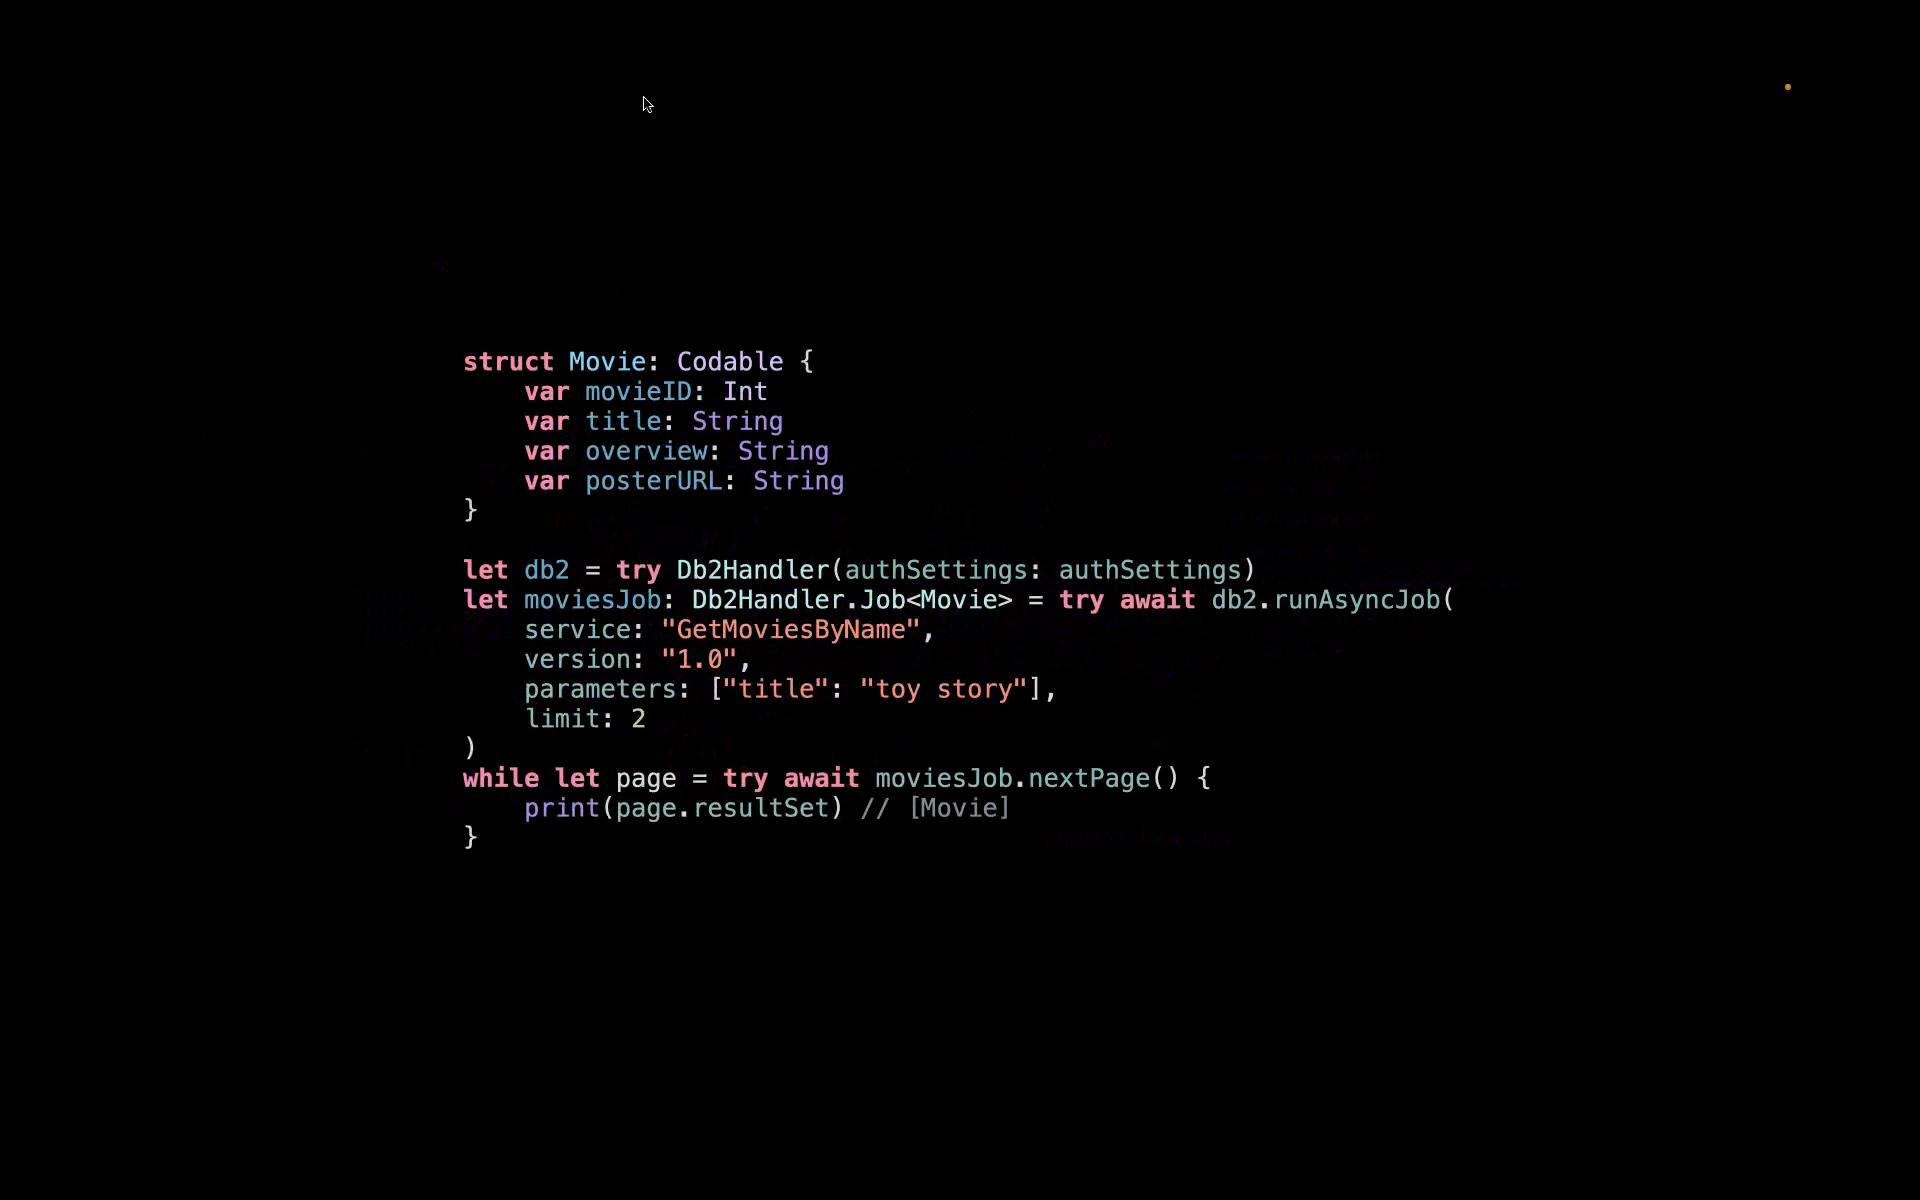 struct Movie: Codable {
    var movieID: Int
    var title: String
    var overview: String
    var posterURL: String
}

let db2 = try Db2Handler(authSettings: authSettings)
let moviesJob: Db2Handler.Job<Movie> = try await db2.runAsyncJob(
    service: "GetMoviesByName",
    version: "1.0",
    parameters: ["title": "toy story"],
    limit: 2
)
while let page = try await moviesJob.nextPage() {
    print(page.resultSet) // [Movie]
}